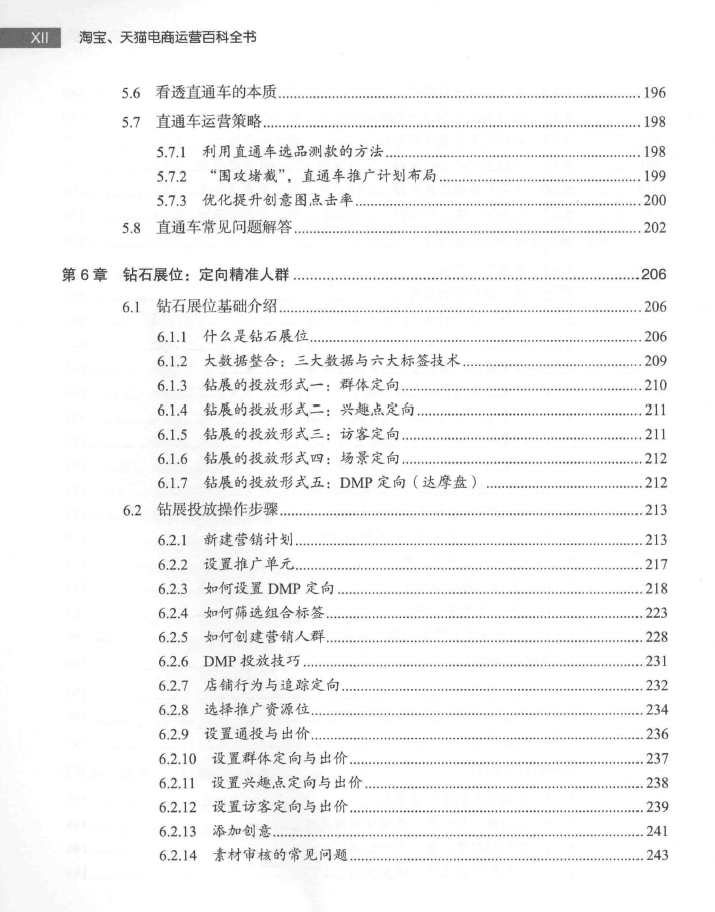 XII 淘宝、天猫电商运营百科全书
5.6 看透直通车的本质 196
5.7 直通车运营策略 198
5.7.1 利用直通车选品测款的方法 198
5.7.2 “围攻堵截”，直通车推广计划布局 199
5.7.3 优化提升创意图点击率 200
5.8 直通车常见问题解答 202
第 6 章 钻石展位：定向精准人群 206
6.1 钻石展位基础介绍 206
6.1.1 什么是钻石展位 206
6.1.2 大数据整合：三大数据与六大标签技术 209
6.1.3 钻展的投放形式一：群体定向 210
6.1.4 钻展的投放形式二：兴趣点定向 211
6.1.5 钻展的投放形式三：访客定向 211
6.1.6 钻展的投放形式四：场景定向 212
6.1.7 钻展的投放形式五：DMP 定向（达摩盘） 212
6.2 钻展投放操作步骤 213
6.2.1 新建营销计划 213
6.2.2 设置推广单元 217
6.2.3 如何设置 DMP 定向 218
6.2.4 如何筛选组合标签 223
6.2.5 如何创建营销人群 228
6.2.6 DMP 投放技巧 231
6.2.7 店铺行为与追踪定向 232
6.2.8 选择推广资源位 234
6.2.9 设置通投与出价 236
6.2.10 设置群体定向与出价 237
6.2.11 设置兴趣点定向与出价 238
6.2.12 设置访客定向与出价 239
6.2.13 添加创意 241
6.2.14 素材审核的常见问题 243